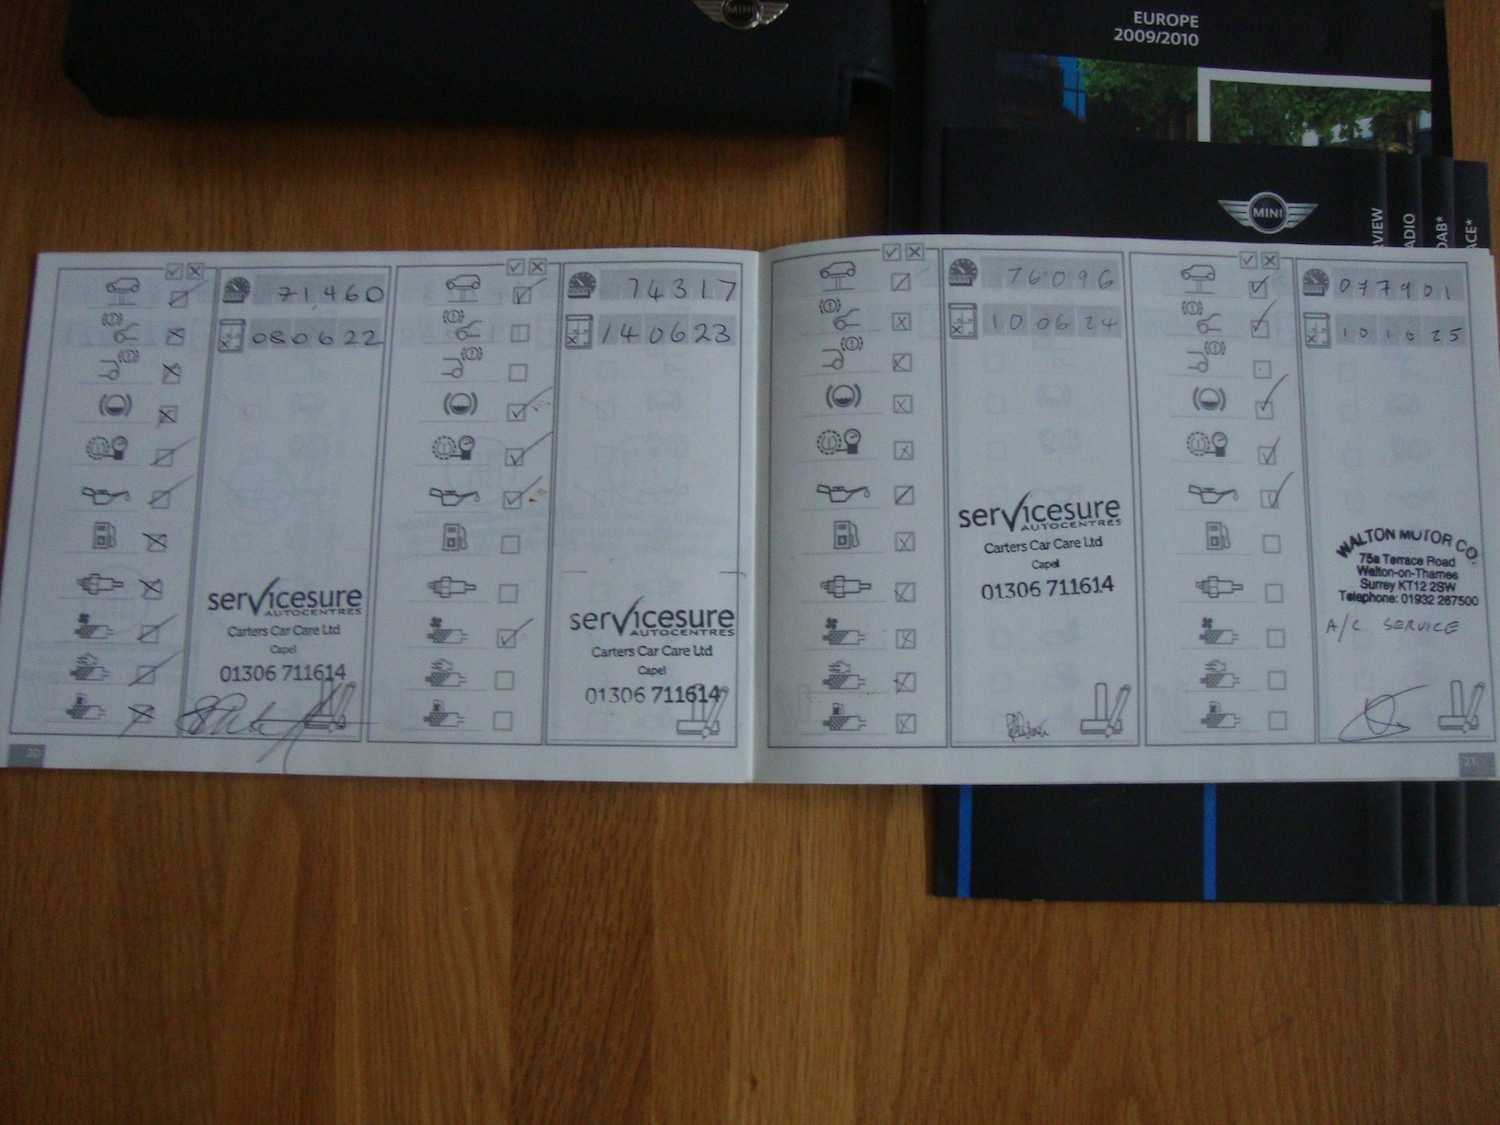 MINI
EUROPE
2009/2010
MINI
VIEW
ADIO
DAB*
ACE*
71,460
080622
servicesure
AUTOCENTRES
Carters Car Care Ltd
Capel
01306 711614
20
74317
140623
servicesure
AUTOCENTRES
Carters Car Care Ltd
Capel
01306 711614
76096
100624
servicesure
AUTOCENTRES
Carters Car Care Ltd
Capel
01306 711614
077901
101025
WALTON MOTOR CO.
75a Terrace Road
Walton-on-Thames
Surrey KT12 2SW
Telephone: 01932 267500
A/C SERVICE
21